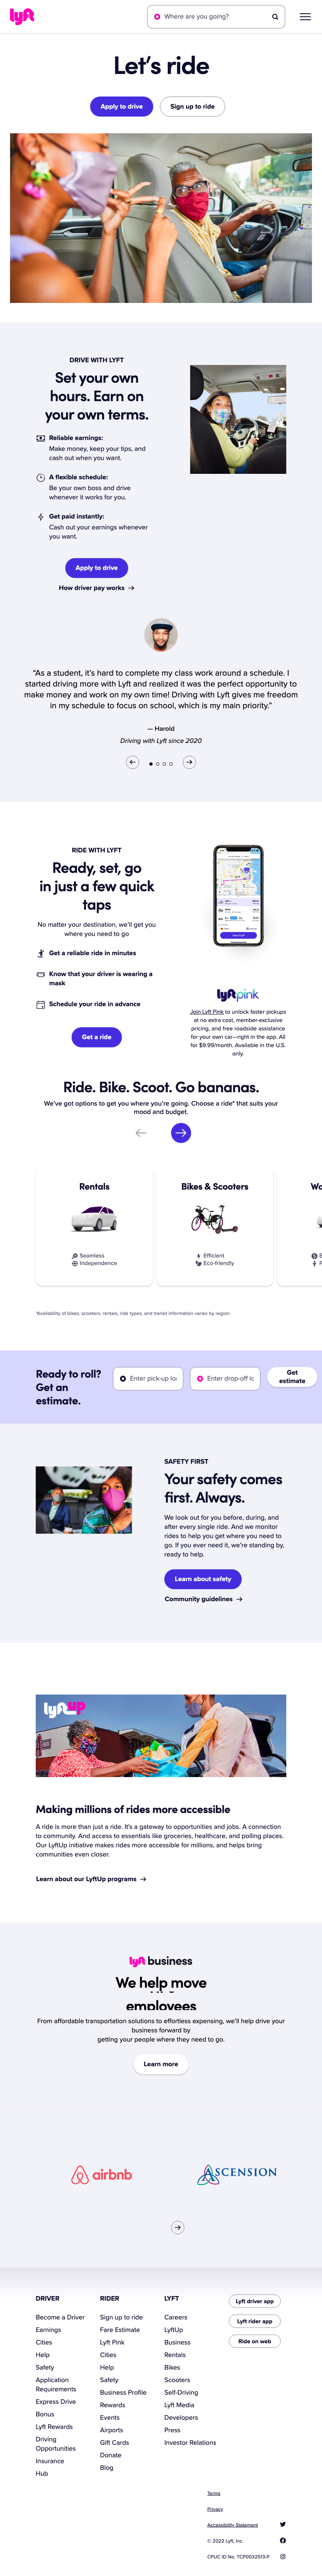 lyft
Where are you going?
Let's ride
Apply to drive
Sign up to ride
DRIVE WITH LYFT
Set your own
hours. Earn on
your own terms.
Reliable earnings:
Make money, keep your tips, and
cash out when you want.
A flexible schedule:
Be your own boss and drive
whenever it works for you.
Get paid instantly:
Cash out your earnings whenever
you want.
Apply to drive
How driver pay works
“As a student, it's hard to complete my class work around a schedule. I
started driving more with Lyft and realized it was the perfect opportunity to
make money and work on my own time! Driving with Lyft gives me freedom
in my schedule to focus on school, which is my main priority.”
— Harold
Driving with Lyft since 2020
RIDE WITH LYFT
Ready, set, go
in just a few quick
taps
No matter your destination, we'll get you
where you need to go
Get a reliable ride in minutes
Know that your driver is wearing a
mask
Schedule your ride in advance
Get a ride
lyft pink
Join Lyft Pink to unlock faster pickups
at no extra cost, member-exclusive
pricing, and free roadside assistance
for your own car—right in the app. All
for $9.99/month. Available in the U.S.
only.
Ride. Bike. Scoot. Go bananas.
We've got options to get you where you're going. Choose a ride* that suits your
mood and budget.
Rentals
Seamless
Independence
Bikes & Scooters
Efficient
Eco-friendly
Wa
E
F
*Availability of bikes, scooters, rentals, ride types, and transit information varies by region.
Ready to roll?
Get an
estimate.
Enter pick-up loc
Enter drop-off lc
Get
estimate
SAFETY FIRST
Your safety comes
first. Always.
We look out for you before, during, and
after every single ride. And we monitor
rides to help you get where you need to
go. If you ever need it, we're standing by,
ready to help.
Learn about safety
Community guidelines
lyft up
Making millions of rides more accessible
A ride is more than just a ride. It's a gateway to opportunities and jobs. A connection
to community. And access to essentials like groceries, healthcare, and polling places.
Our LyftUp initiative makes rides more accessible for millions, and helps bring
communities even closer.
Learn about our LyftUp programs
lyft business
We help move
employees
From affordable transportation solutions to effortless expensing, we'll help drive your
business forward by
getting your people where they need to go.
Learn more
airbnb
ASCENSION
DRIVER
Become a Driver
Earnings
Cities
Help
Safety
Application
Requirements
Express Drive
Bonus
Lyft Rewards
Driving
Opportunities
Insurance
Hub
RIDER
Sign up to ride
Fare Estimate
Lyft Pink
Cities
Help
Safety
Business Profile
Rewards
Events
Airports
Gift Cards
Donate
Blog
LYFT
Careers
LyftUp
Business
Rentals
Bikes
Scooters
Self-Driving
Lyft Media
Developers
Press
Investor Relations
Lyft driver app
Lyft rider app
Ride on web
Terms
Privacy
Accessibility Statement
© 2022 Lyft, Inc.
CPUC ID No. TCP0032513-P